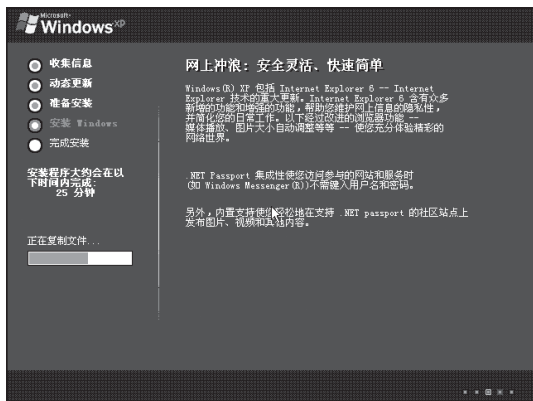 Microsoft
Windows xp
收集信息
动态更新
准备安装
安装 Windows
完成安装
安装程序大约会在以
下时间内完成:
25 分钟
正在复制文件...
网上冲浪：安全灵活、快速简单
Windows(R) XP 包括 Internet Explorer 6 -- Internet
Explorer 技术的重大更新。Internet Explorer 6 含有众多
新增的功能和增强的功能，帮助您维护网上信息的隐私性，
并简化您的日常工作。以下经过改进的浏览器功能 --
媒体播放、图片大小自动调整等等 -- 使您充分体验精彩的
网络世界。
.NET Passport 集成性使您访问参与的网站和服务时
(如 Windows Messenger(R))不需键入用户名和密码。
另外，内置支持使您轻松地在支持 .NET passport 的社区站点上
发布图片、视频和其他内容。